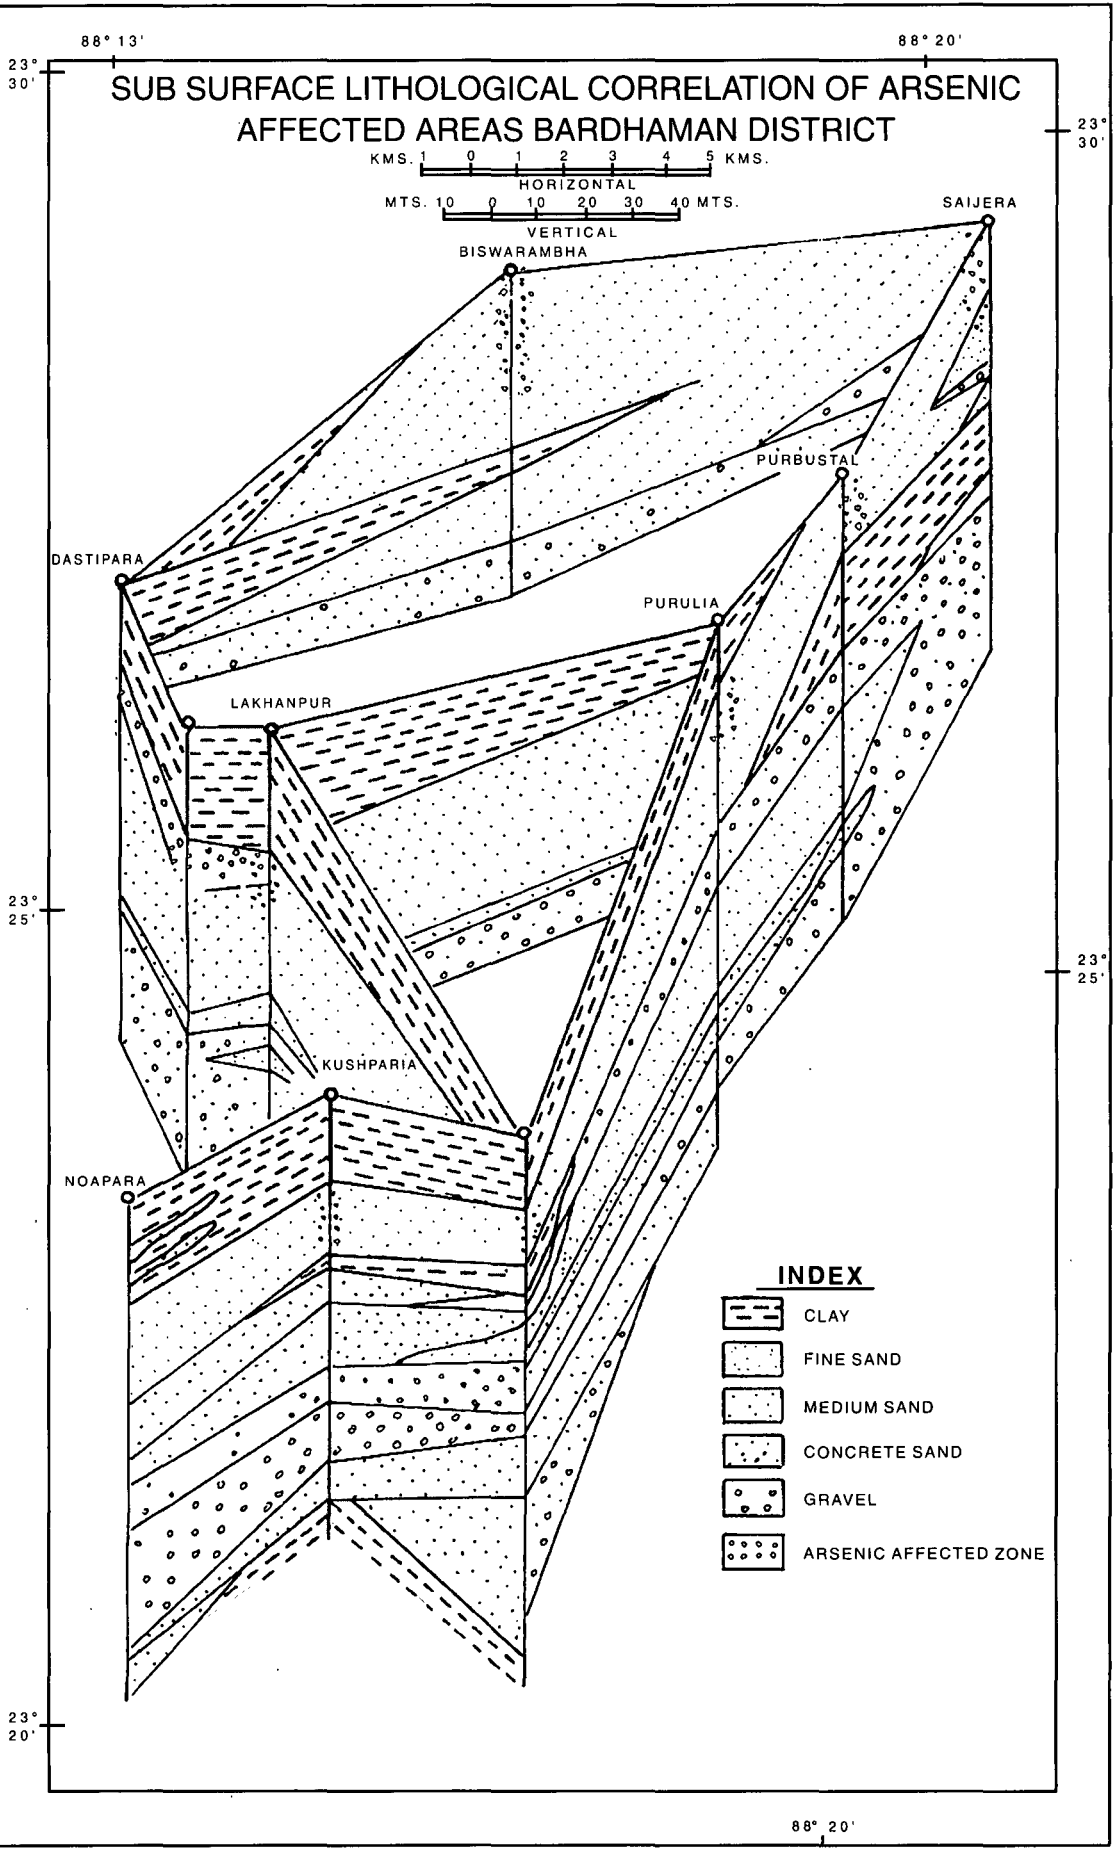 88° 13'
88° 20'
23°
30'
23°
30'
SUB SURFACE LITHOLOGICAL CORRELATION OF ARSENIC
AFFECTED AREAS BARDHAMAN DISTRICT
KMS. 1 0 1 2 3 4 5 KMS.
HORIZONTAL
MTS. 10 0 10 20 30 40 MTS.
VERTICAL
SAIJERA
BISWARAMBHA
PURBUSTAL
DASTIPARA
PURULIA
LAKHANPUR
23°
25'
23°
25'
KUSHPARIA
NOAPARA
INDEX
CLAY
FINE SAND
MEDIUM SAND
CONCRETE SAND
GRAVEL
ARSENIC AFFECTED ZONE
23°
20'
88° 20'